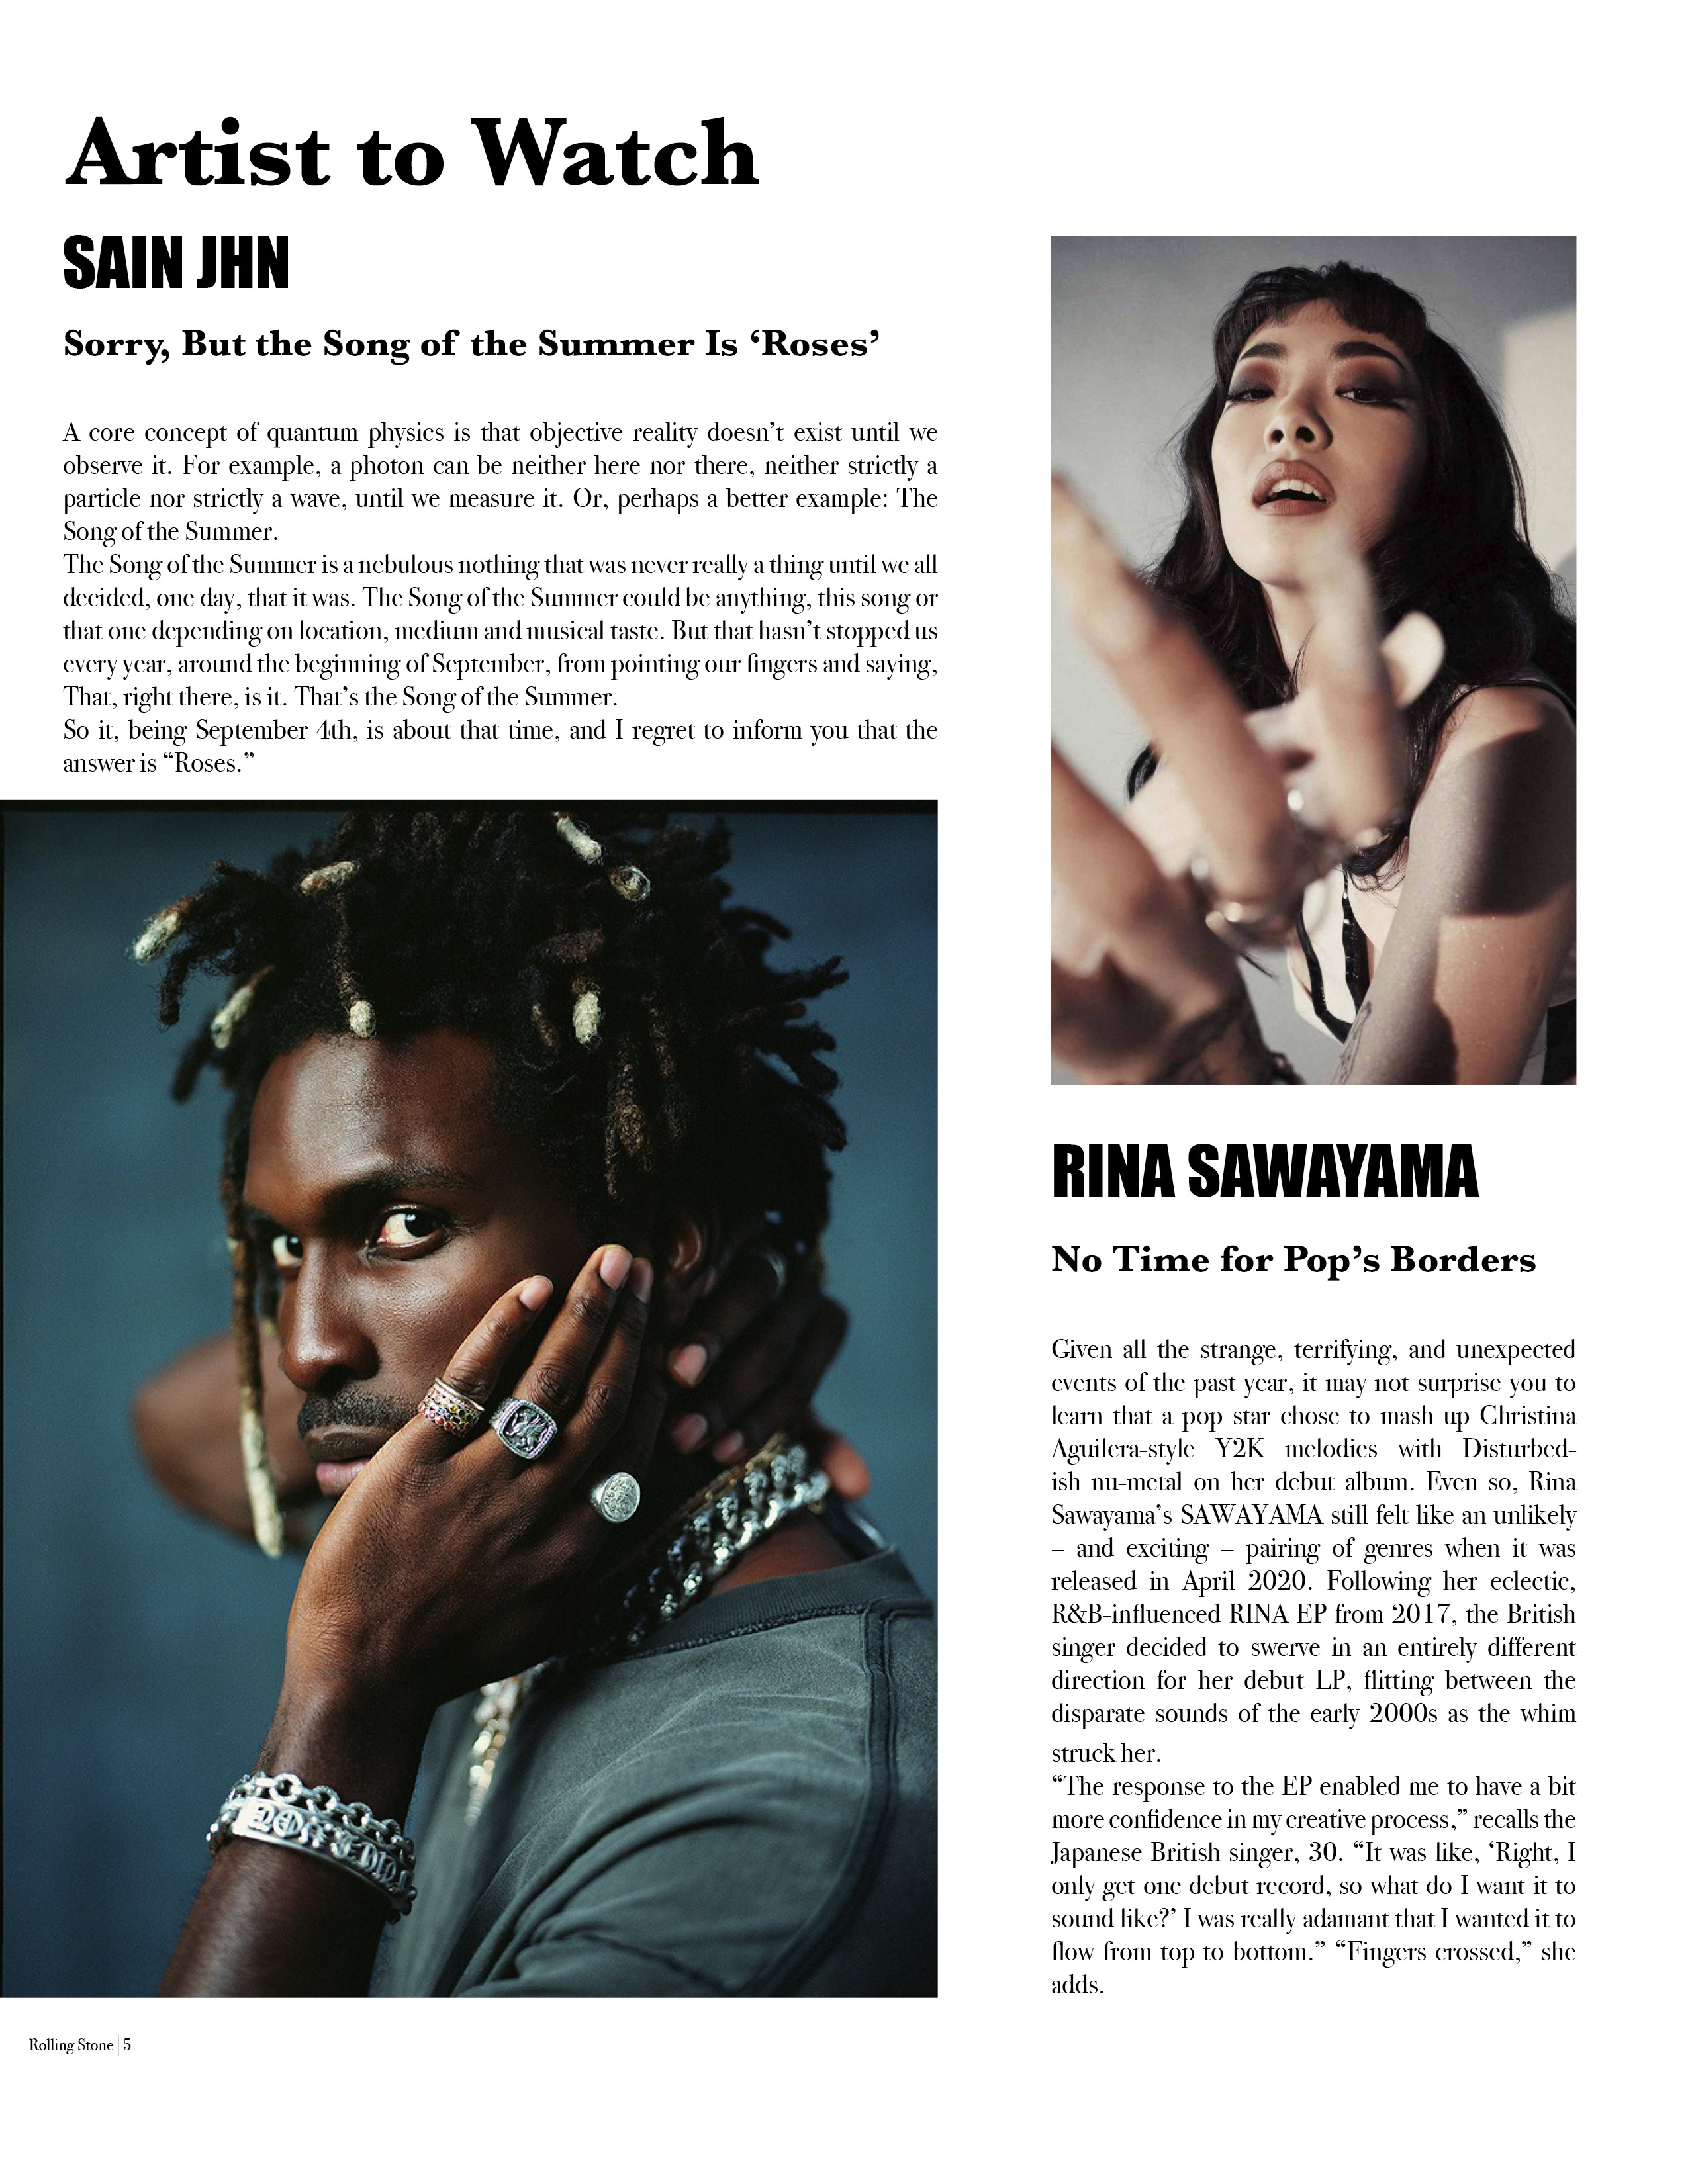 Artist to Watch
SAIN JHN
Sorry, But the Song of the Summer Is ‘Roses’
A core concept of quantum physics is that objective reality doesn’t exist until we
observe it. For example, a photon can be neither here nor there, neither strictly a
particle nor strictly a wave, until we measure it. Or, perhaps a better example: The
Song of the Summer.
The Song of the Summer is a nebulous nothing that was never really a thing until we all
decided, one day, that it was. The Song of the Summer could be anything, this song or
that one depending on location, medium and musical taste. But that hasn’t stopped us
every year, around the beginning of September, from pointing our fingers and saying,
That, right there, is it. That’s the Song of the Summer.
So it, being September 4th, is about that time, and I regret to inform you that the
answer is “Roses.”
RINA SAWAYAMA
No Time for Pop’s Borders
Given all the strange, terrifying, and unexpected
events of the past year, it may not surprise you to
learn that a pop star chose to mash up Christina
Aguilera-style Y2K melodies with Disturbed-
ish nu-metal on her debut album. Even so, Rina
Sawayama’s SAWAYAMA still felt like an unlikely
– and exciting – pairing of genres when it was
released in April 2020. Following her eclectic,
R&B-influenced RINA EP from 2017, the British
singer decided to swerve in an entirely different
direction for her debut LP, flitting between the
disparate sounds of the early 2000s as the whim
struck her.
“The response to the EP enabled me to have a bit
more confidence in my creative process,” recalls the
Japanese British singer, 30. “It was like, ‘Right, I
only get one debut record, so what do I want it to
sound like?’ I was really adamant that I wanted it to
flow from top to bottom.” “Fingers crossed,” she
adds.
Rolling Stone | 5